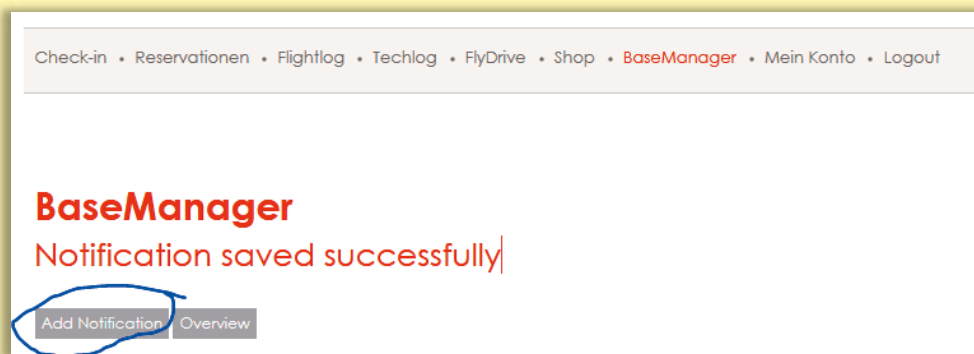 Check-in • Reservationen • Flightlog • Techlog • FlyDrive • Shop • BaseManager • Mein Konto • Logout
BaseManager
Notification saved successfully
Add Notification Overview